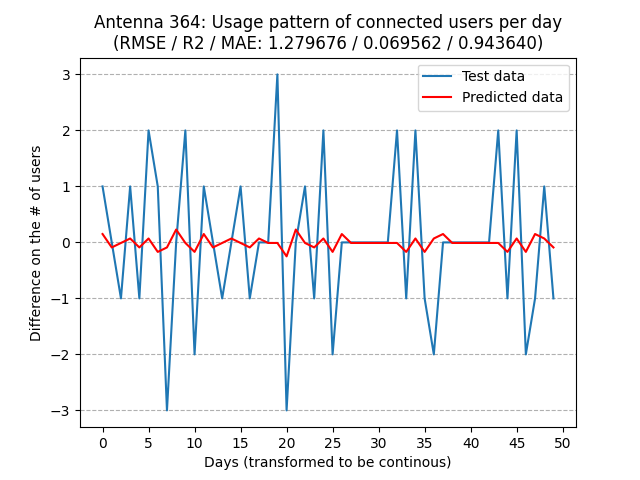 Antenna 364: Usage pattern of connected users per day
(RMSE / R2 / MAE: 1.279676 / 0.069562 / 0.943640)
Test data
Predicted data
Difference on the # of users
3
2
1
0
−1
−2
−3
0 5 10 15 20 25 30 35 40 45 50
Days (transformed to be continous)